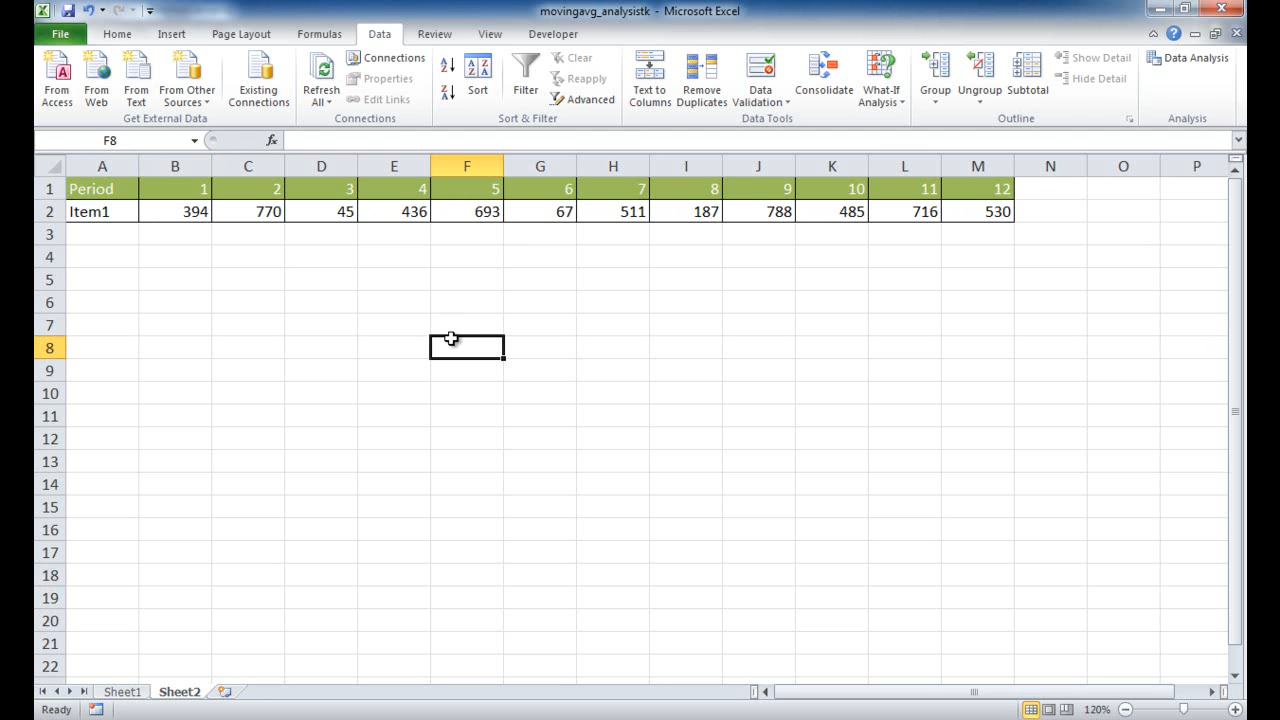 movingavg_analysistk - Microsoft Excel
File Home Insert Page Layout Formulas Data Review View Developer
From Access
From Web
From Text
From Other Sources
Existing Connections
Get External Data
Refresh All
Connections
Properties
Edit Links
Connections
Sort
Filter
Clear
Reapply
Advanced
Sort & Filter
Text to Columns
Remove Duplicates
Data Validation
Consolidate
What-If Analysis
Data Tools
Group
Ungroup
Subtotal
Show Detail
Hide Detail
Outline
Data Analysis
Analysis
F8 fx
A B C D E F G H I J K L M N O P
1 Period 1 2 3 4 5 6 7 8 9 10 11 12
2 Item1 394 770 45 436 693 67 511 187 788 485 716 530
3
4
5
6
7
8
9
10
11
12
13
14
15
16
17
18
19
20
21
22
Sheet1 Sheet2
Ready 120%